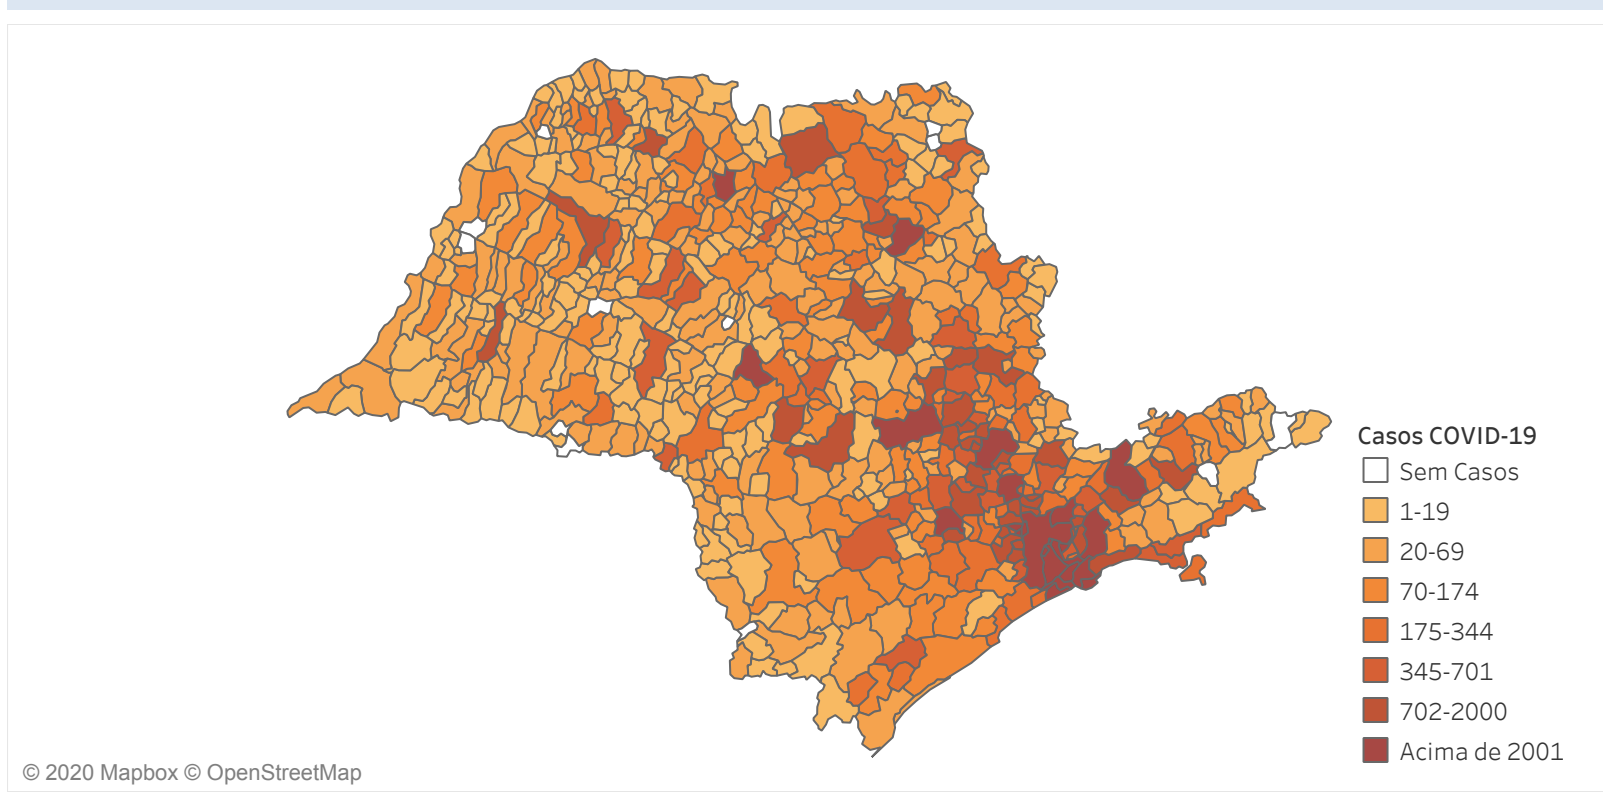 Casos COVID-19
Sem Casos
1-19
20-69
70-174
175-344
345-701
702-2000
Acima de 2001
© 2020 Mapbox © OpenStreetMap